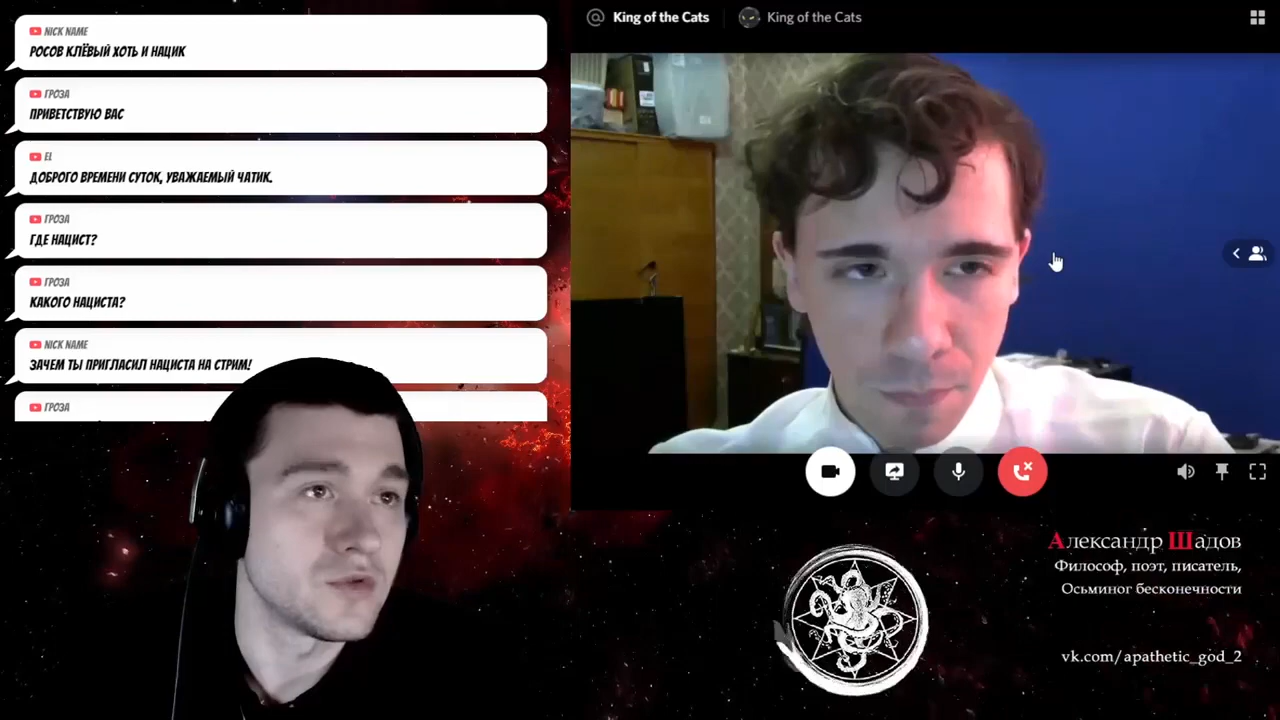 NICK NAME
РОСОВ КЛЁВЫЙ ХОТЬ И НАЦИК
ГРОЗА
ПРИВЕТСТВУЮ ВАС
EL
ДОБРОГО ВРЕМЕНИ СУТОК, УВАЖАЕМЫЙ ЧАТИК.
ГРОЗА
ГДЕ НАЦИСТ?
ГРОЗА
КАКОГО НАЦИСТА?
NICK NAME
ЗАЧЕМ ТЫ ПРИГЛАСИЛ НАЦИСТА НА СТРИМ!
ГРОЗА
@ King of the Cats
King of the Cats
Александр Шадов
Философ, поэт, писатель,
Осьминог бесконечности
vk.com/apathetic_god_2